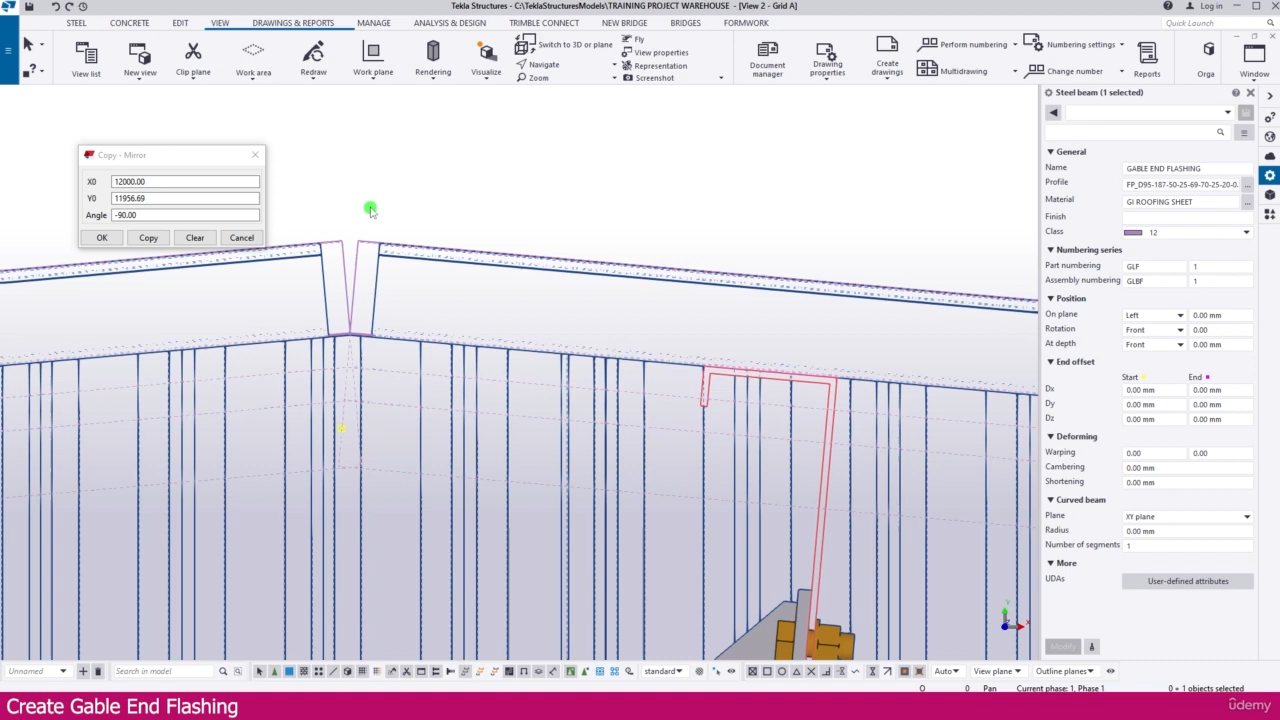 Tekla Structures - C:\TeklaStructuresModels\TRAINING PROJECT WAREHOUSE - [View 2 - Grid A]
Log in
STEEL CONCRETE EDIT VIEW DRAWINGS & REPORTS MANAGE ANALYSIS & DESIGN TRIMBLE CONNECT NEW BRIDGE BRIDGES FORMWORK
Quick Launch
View list
New view
Clip plane
Work area
Redraw
Work plane
Rendering
Visualize
Switch to 3D or plane
Navigate
Zoom
Fly
View properties
Representation
Screenshot
Document manager
Drawing properties
Create drawings
Perform numbering
Multidrawing
Numbering settings
Change number
Reports
Orga
Window
Copy - Mirror
X0 12000.00
Y0 11956.69
Angle -90.00
OK Copy Clear Cancel
Steel beam (1 selected)
General
Name GABLE END FLASHING
Profile FP_D95-187-50-25-69-70-25-20-0. ...
Material GI ROOFING SHEET ...
Finish
Class 12
Numbering series
Part numbering GLF 1
Assembly numbering GLBF 1
Position
On plane Left 0.00 mm
Rotation Front 0.00
At depth Front 0.00 mm
End offset
Start End
Dx 0.00 mm 0.00 mm
Dy 0.00 mm 0.00 mm
Dz 0.00 mm 0.00 mm
Deforming
Warping 0.00 0.00
Cambering 0.00 mm
Shortening 0.00 mm
Curved beam
Plane XY plane
Radius 0.00 mm
Number of segments 1
More
UDAs User-defined attributes
Modify
Unnamed
Search in model
standard
Auto
View plane
Outline planes
O 0 Pan Current phase: 1, Phase 1 0 + 1 objects selected
Create Gable End Flashing
udemy